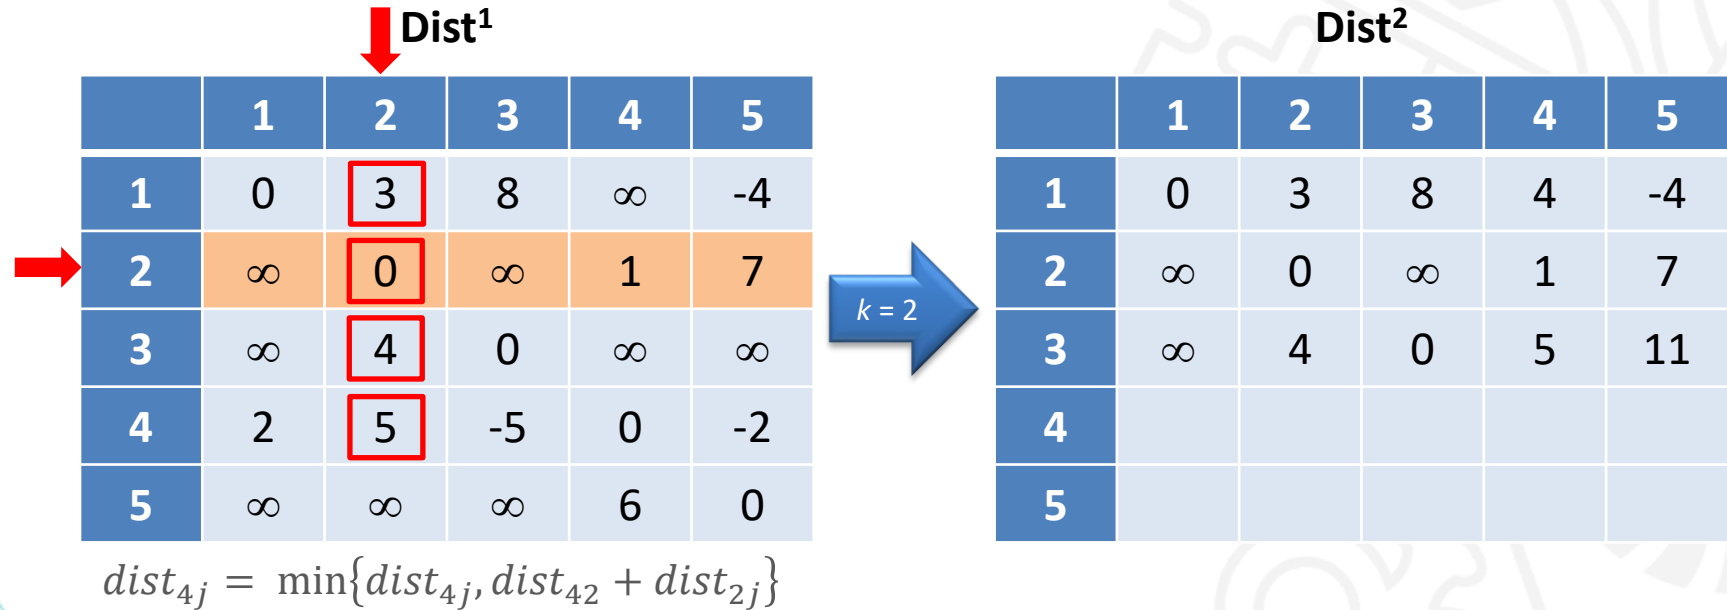 Dist¹ Dist²
1 2 3 4 5 1 2 3 4 5
1 0 3 8 ∞ -4 1 0 3 8 4 -4
2 ∞ 0 ∞ 1 7 2 ∞ 0 ∞ 1 7
k = 2
3 ∞ 4 0 ∞ ∞ 3 ∞ 4 0 5 11
4 2 5 -5 0 -2 4
5 ∞ ∞ ∞ 6 0 5
dist₄ⱼ = min{dist₄ⱼ, dist₄₂ + dist₂ⱼ}